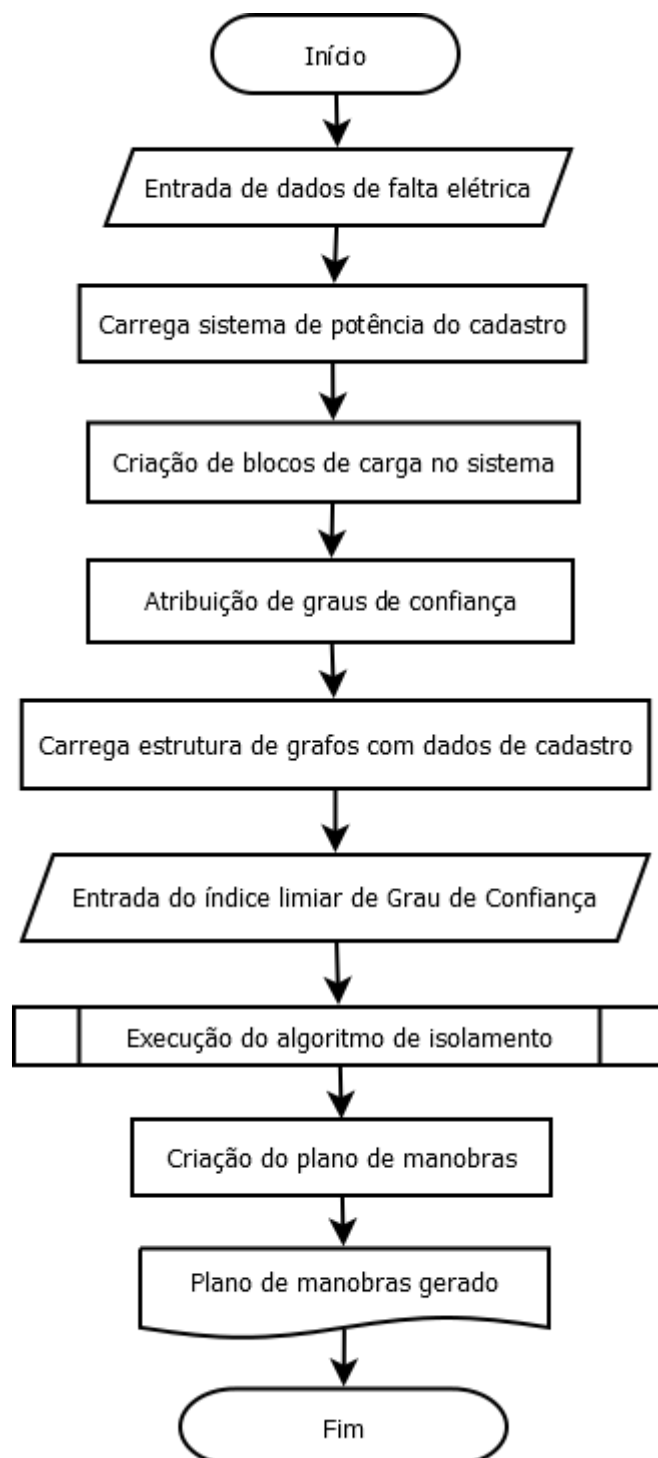 Início
Entrada de dados de falta elétrica
Carrega sistema de potência do cadastro
Criação de blocos de carga no sistema
Atribuição de graus de confiança
Carrega estrutura de grafos com dados de cadastro
Entrada do índice limiar de Grau de Confiança
Execução do algoritmo de isolamento
Criação do plano de manobras
Plano de manobras gerado
Fim